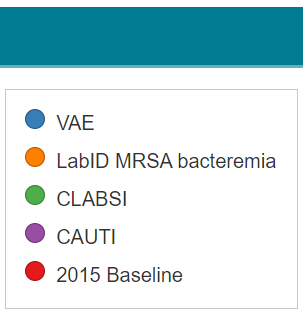 VAE
LabID MRSA bacteremia
CLABSI
CAUTI
2015 Baseline